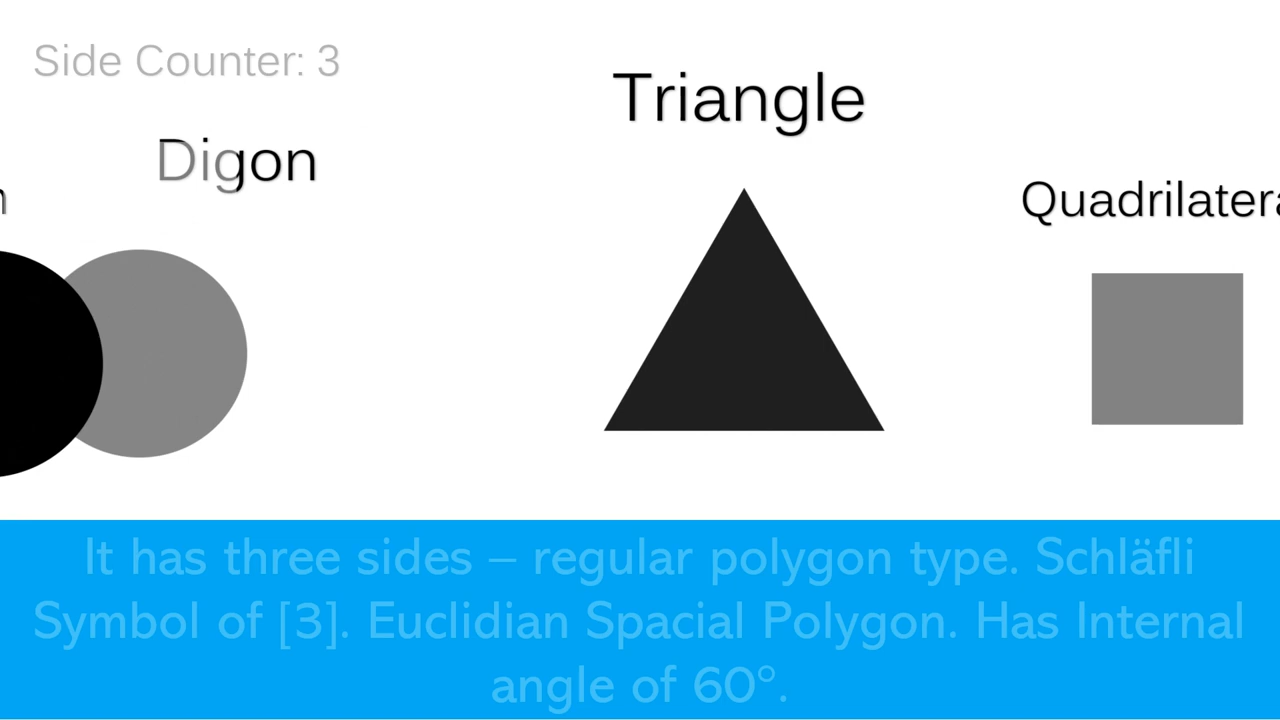 Side Counter: 3
Triangle
Digon
Quadrilatera
It has three sides – regular polygon type. Schläfli
Symbol of [3]. Euclidian Spacial Polygon. Has Internal
angle of 60°.